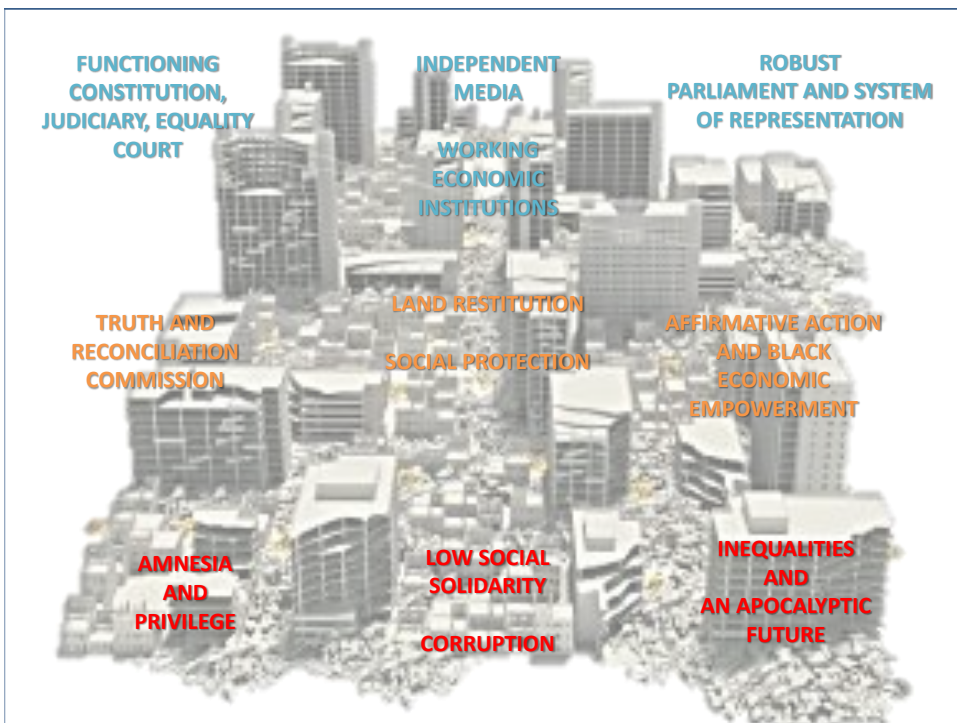 FUNCTIONING
CONSTITUTION,
JUDICIARY, EQUALITY
COURT
INDEPENDENT
MEDIA
WORKING
ECONOMIC
INSTITUTIONS
ROBUST
PARLIAMENT AND SYSTEM
OF REPRESENTATION
TRUTH AND
RECONCILIATION
COMMISSION
LAND RESTITUTION
SOCIAL PROTECTION
AFFIRMATIVE ACTION
AND BLACK
ECONOMIC
EMPOWERMENT
AMNESIA
AND
PRIVILEGE
LOW SOCIAL
SOLIDARITY
CORRUPTION
INEQUALITIES
AND
AN APOCALYPTIC
FUTURE